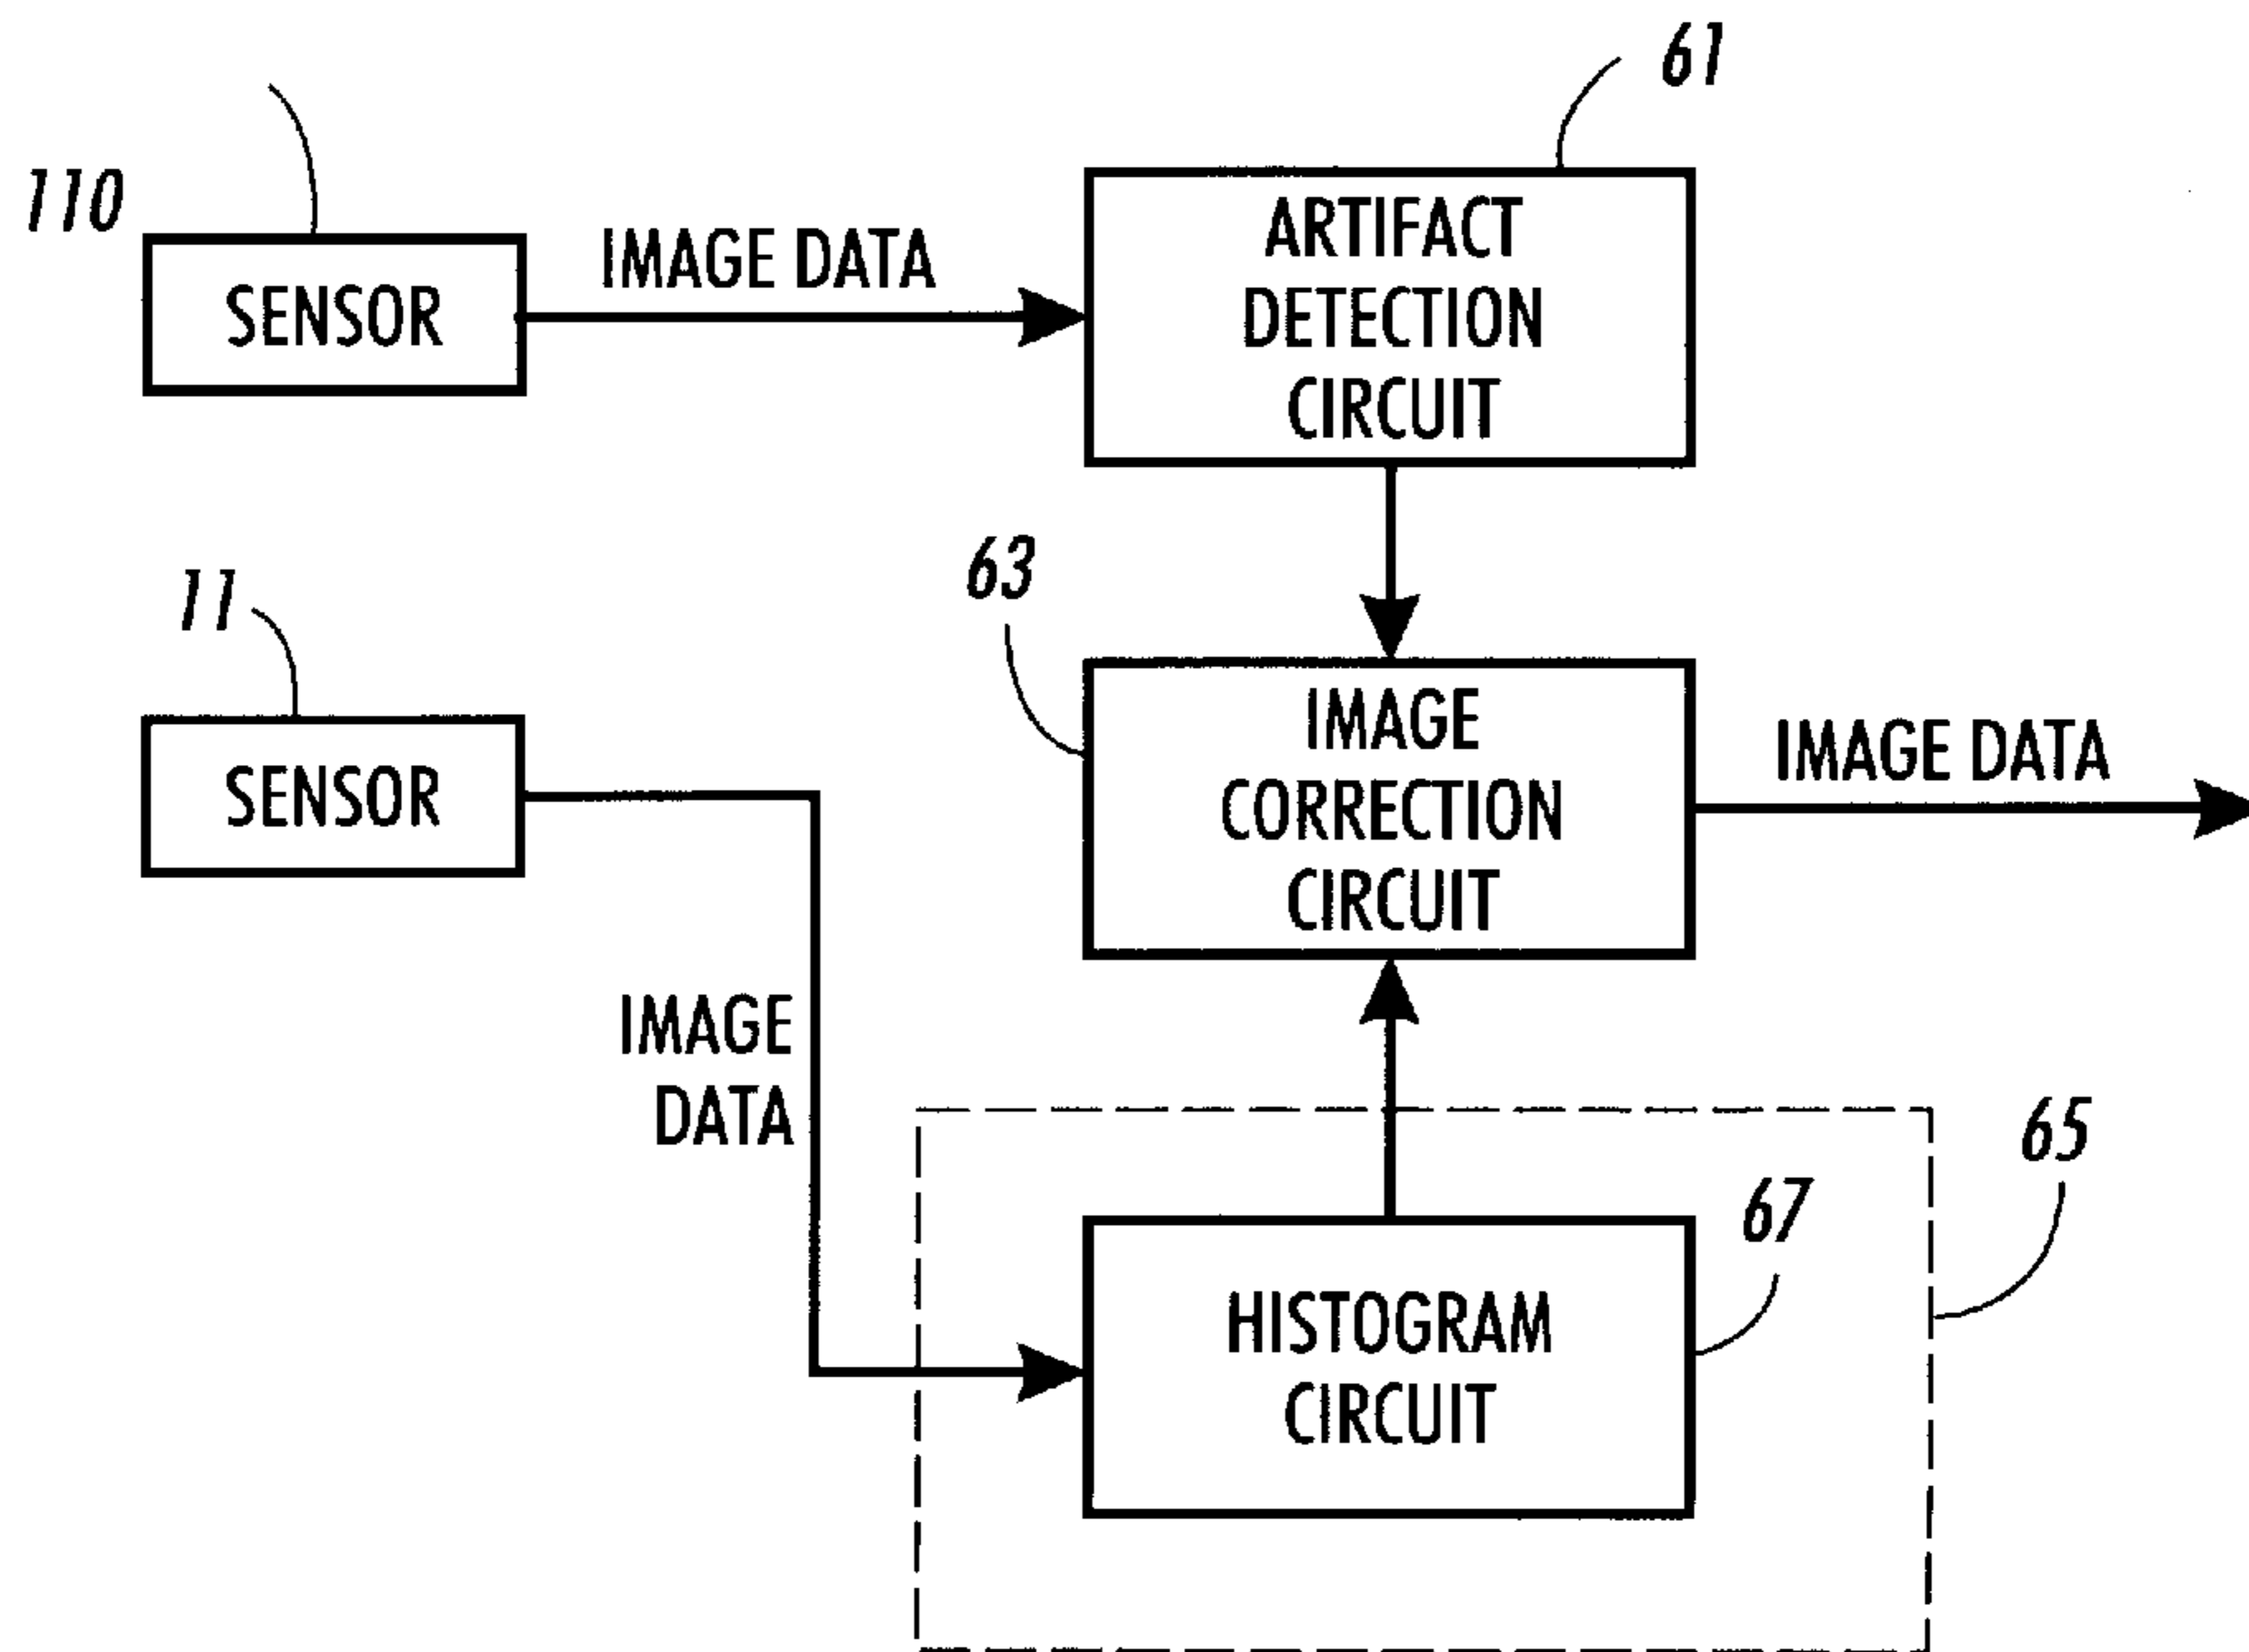 61
110
SENSOR
IMAGE DATA
ARTIFACT
DETECTION
CIRCUIT
11
SENSOR
63
IMAGE
CORRECTION
CIRCUIT
IMAGE DATA
IMAGE
DATA
65
67
HISTOGRAM
CIRCUIT